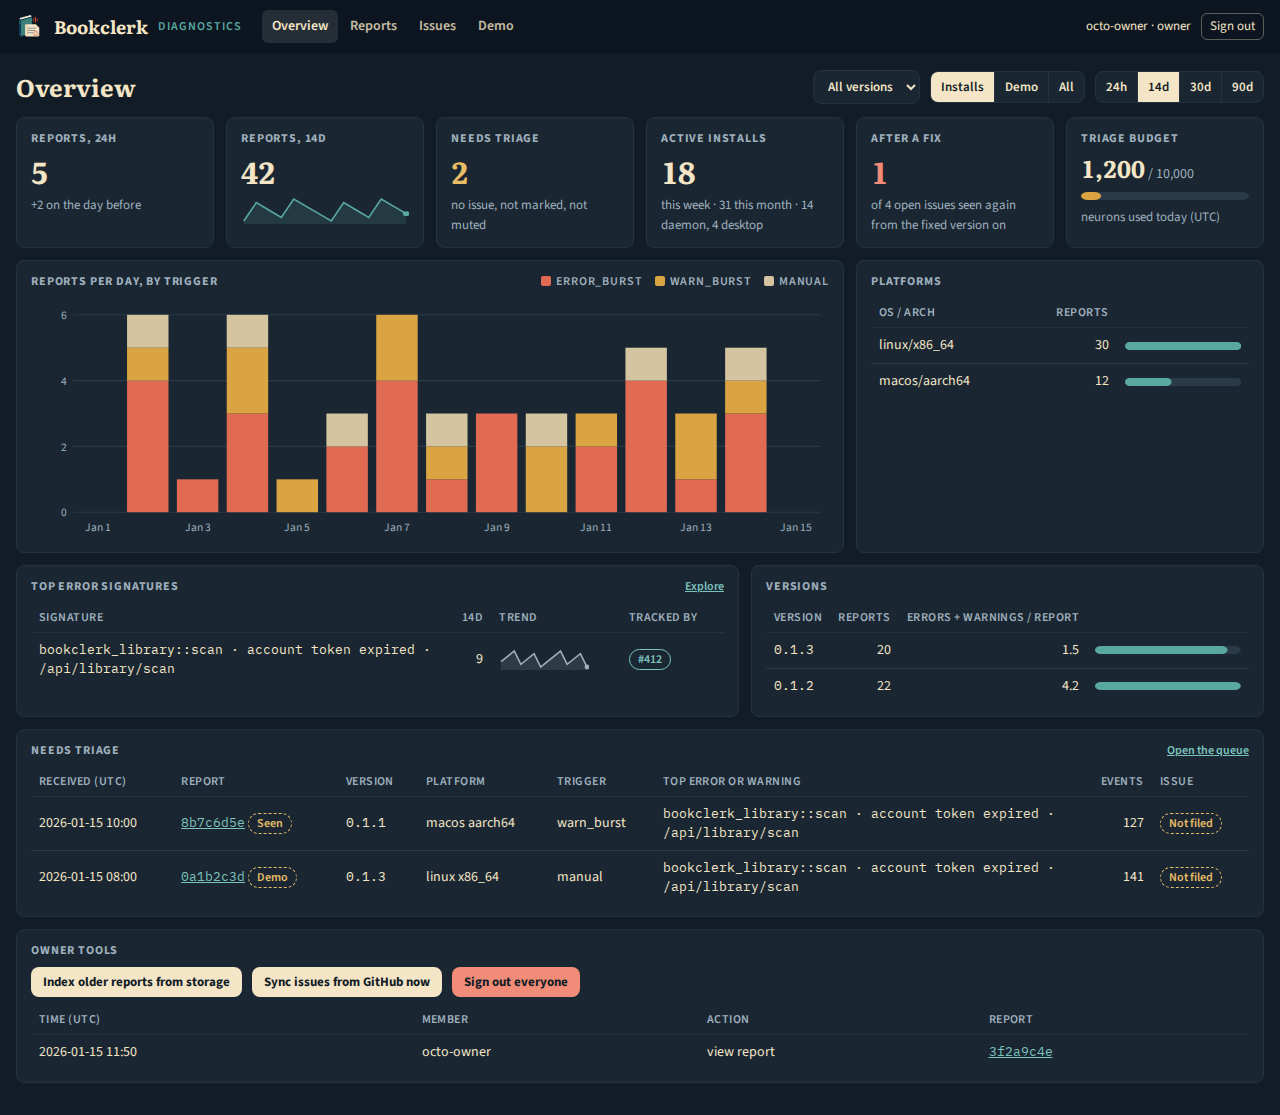 Bookclerk DIAGNOSTICS Overview Reports Issues Demo octo-owner · owner Sign out
Overview All versions Installs Demo All 24h 14d 30d 90d
REPORTS, 24H
5
+2 on the day before
REPORTS, 14D
42
NEEDS TRIAGE
2
no issue, not marked, not
muted
ACTIVE INSTALLS
18
this week · 31 this month · 14
daemon, 4 desktop
AFTER A FIX
1
of 4 open issues seen again
from the fixed version on
TRIAGE BUDGET
1,200 / 10,000
neurons used today (UTC)
REPORTS PER DAY, BY TRIGGER ERROR_BURST WARN_BURST MANUAL
6
4
2
0
Jan 1 Jan 3 Jan 5 Jan 7 Jan 9 Jan 11 Jan 13 Jan 15
PLATFORMS
OS / ARCH REPORTS
linux/x86_64 30
macos/aarch64 12
TOP ERROR SIGNATURES Explore
SIGNATURE 14D TREND TRACKED BY
bookclerk_library::scan · account token expired ·
/api/library/scan
9 #412
VERSIONS
VERSION REPORTS ERRORS + WARNINGS / REPORT
0.1.3 20 1.5
0.1.2 22 4.2
NEEDS TRIAGE Open the queue
RECEIVED (UTC) REPORT VERSION PLATFORM TRIGGER TOP ERROR OR WARNING EVENTS ISSUE
2026-01-15 10:00 8b7c6d5e Seen 0.1.1 macos aarch64 warn_burst bookclerk_library::scan · account token expired ·
/api/library/scan
127 Not filed
2026-01-15 08:00 0a1b2c3d Demo 0.1.3 linux x86_64 manual bookclerk_library::scan · account token expired ·
/api/library/scan
141 Not filed
OWNER TOOLS
Index older reports from storage Sync issues from GitHub now Sign out everyone
TIME (UTC) MEMBER ACTION REPORT
2026-01-15 11:50 octo-owner view report 3f2a9c4e